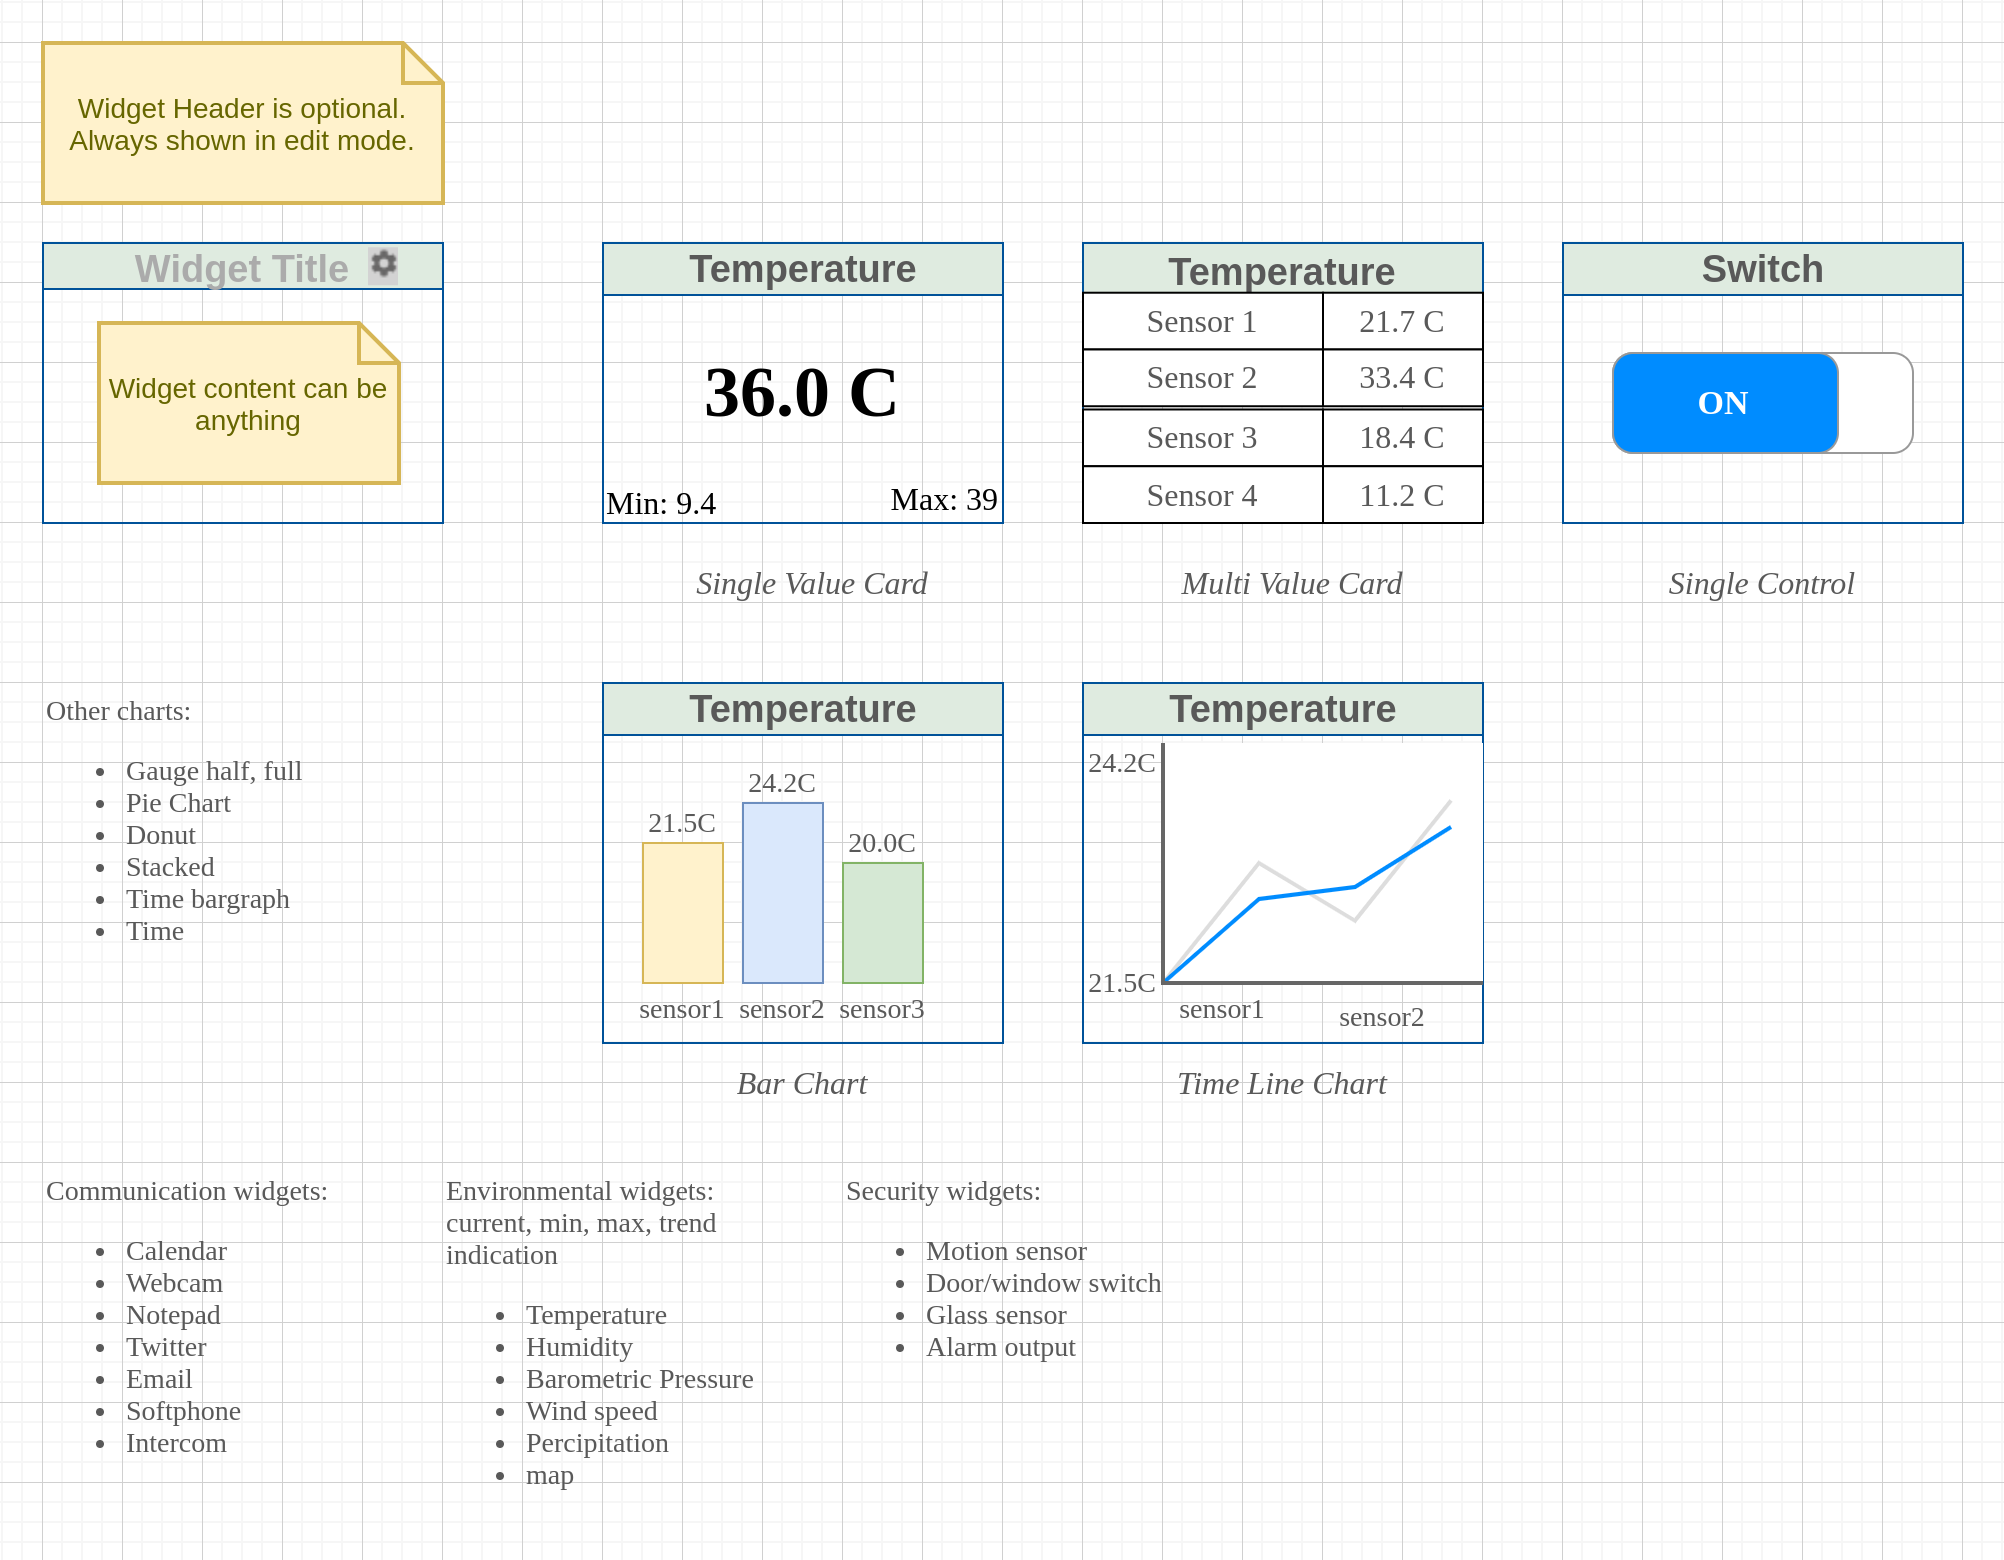 Widget Header is optional.
Always shown in edit mode.
Widget Title
Widget content can be
anything
Temperature
36.0 C
Min: 9.4
Max: 39
Single Value Card
Temperature
Sensor 1 21.7 C
Sensor 2 33.4 C
Sensor 3 18.4 C
Sensor 4 11.2 C
Multi Value Card
Switch
ON
Single Control
Other charts:
• Gauge half, full
• Pie Chart
• Donut
• Stacked
• Time bargraph
• Time
Temperature
24.2C
21.5C
20.0C
sensor1 sensor2 sensor3
Bar Chart
Temperature
24.2C
21.5C
sensor1
sensor2
Time Line Chart
Communication widgets:
• Calendar
• Webcam
• Notepad
• Twitter
• Email
• Softphone
• Intercom
Environmental widgets:
current, min, max, trend
indication
• Temperature
• Humidity
• Barometric Pressure
• Wind speed
• Percipitation
• map
Security widgets:
• Motion sensor
• Door/window switch
• Glass sensor
• Alarm output